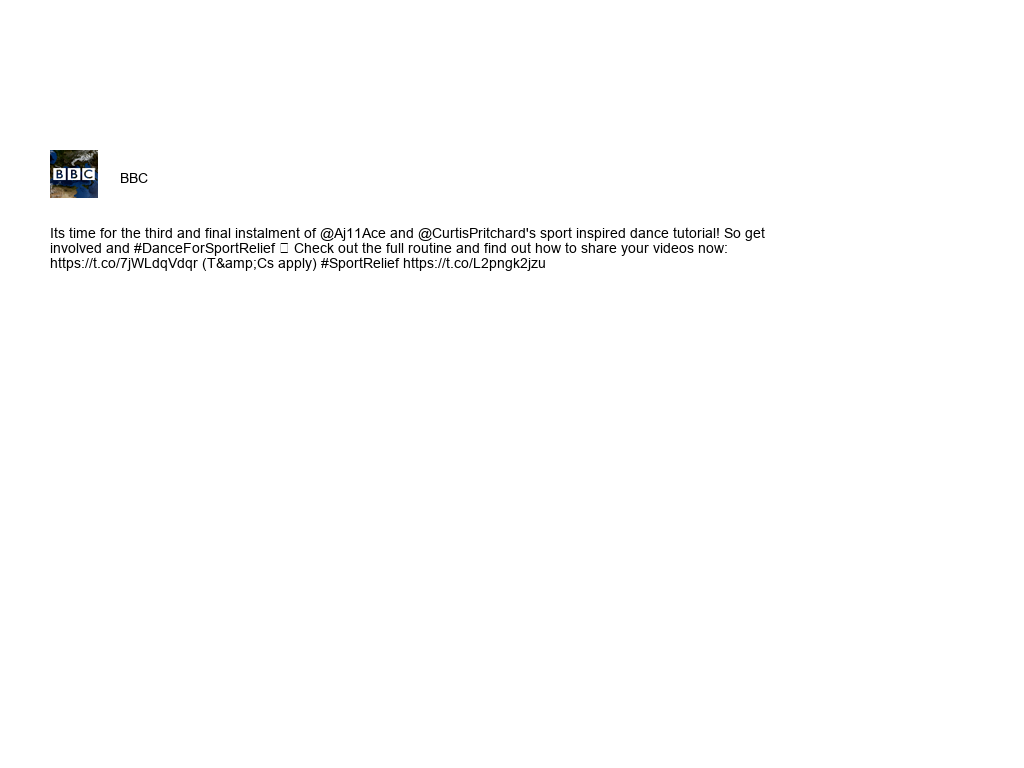 BBC
BBC
Its time for the third and final instalment of @Aj11Ace and @CurtisPritchard's sport inspired dance tutorial! So get
involved and #DanceForSportRelief 
Check out the full routine and find out how to share your videos now:
https://t.co/7jWLdqVdqr (T&amp;Cs apply) #SportRelief https://t.co/L2pngk2jzu